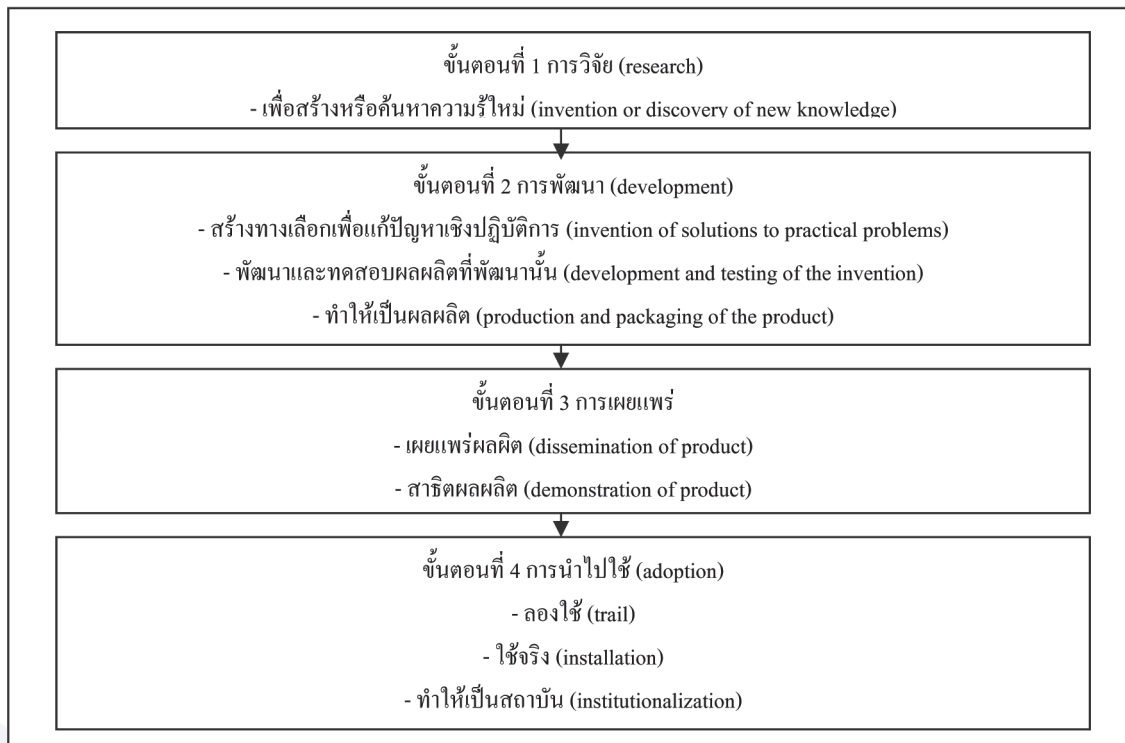 ขั้นตอนที่ 1 การวิจัย (research)
- เพื่อสร้างหรือค้นหาความรู้ใหม่ (invention or discovery of new knowledge)
ขั้นตอนที่ 2 การพัฒนา (development)
- สร้างทางเลือกเพื่อแก้ปัญหาเชิงปฏิบัติการ (invention of solutions to practical problems)
- พัฒนาและทดสอบผลผลิตที่พัฒนานั้น (development and testing of the invention)
- ทำให้เป็นผลผลิต (production and packaging of the product)
ขั้นตอนที่ 3 การเผยแพร่
- เผยแพร่ผลผิต (dissemination of product)
- สาธิตผลผลิต (demonstration of product)
ขั้นตอนที่ 4 การนำไปใช้ (adoption)
- ลองใช้ (trail)
- ใช้จริง (installation)
- ทำให้เป็นสถาบัน (institutionalization)